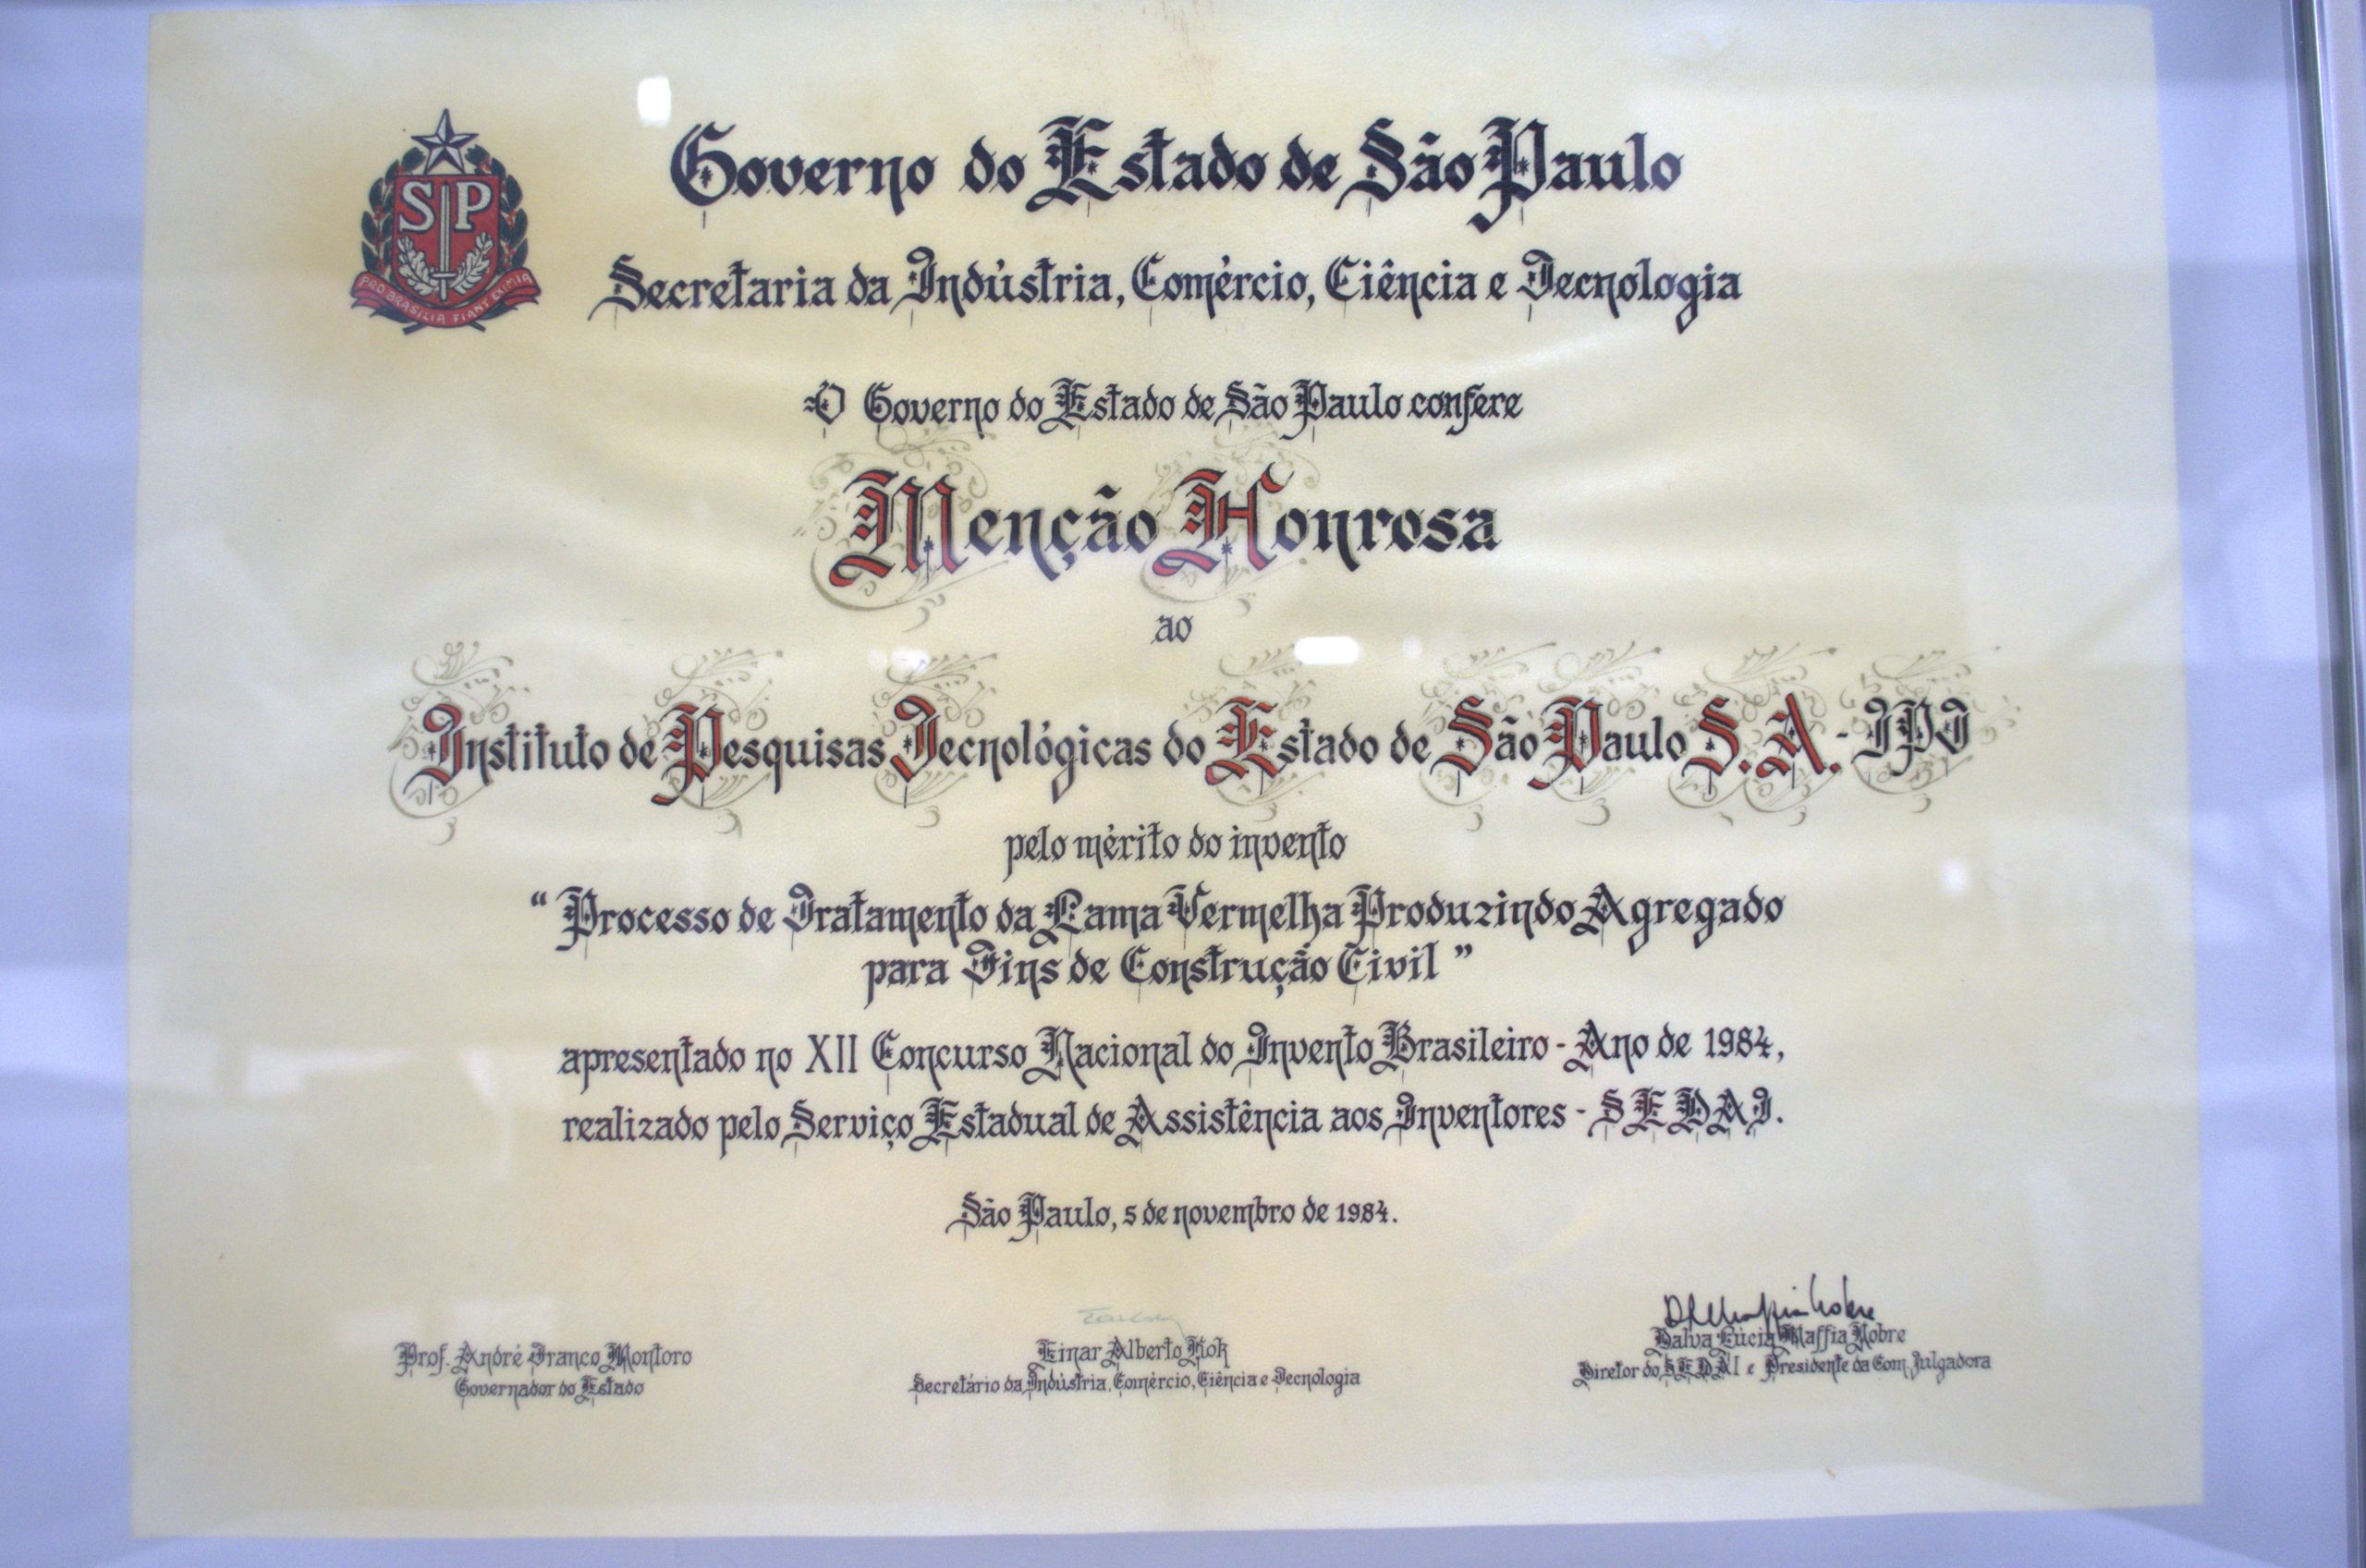 SP
PRO BRASILIA FIANT EXIMIA
Governo do Estado de São Paulo
Secretaria da Indústria, Comércio, Ciência e Tecnologia
O Governo do Estado de São Paulo confere
Menção Honrosa
ao
Instituto de Pesquisas Tecnológicas do Estado de São Paulo S.A. - IPT
pelo mérito do invento
“Processo de Tratamento da Lama Vermelha Produzindo Agregado
para Fins de Construção Civil”
apresentado no XII Concurso Nacional do Invento Brasileiro - Ano de 1984,
realizado pelo Serviço Estadual de Assistência aos Inventores - SEDAI.
São Paulo, 5 de novembro de 1984.
Prof. André Franco Montoro
Governador do Estado
Einar Alberto Kok
Secretário da Indústria, Comércio, Ciência e Tecnologia
Dalva Lúcia Maffia Nobre
Diretor do SEDAI e Presidente da Com. Julgadora